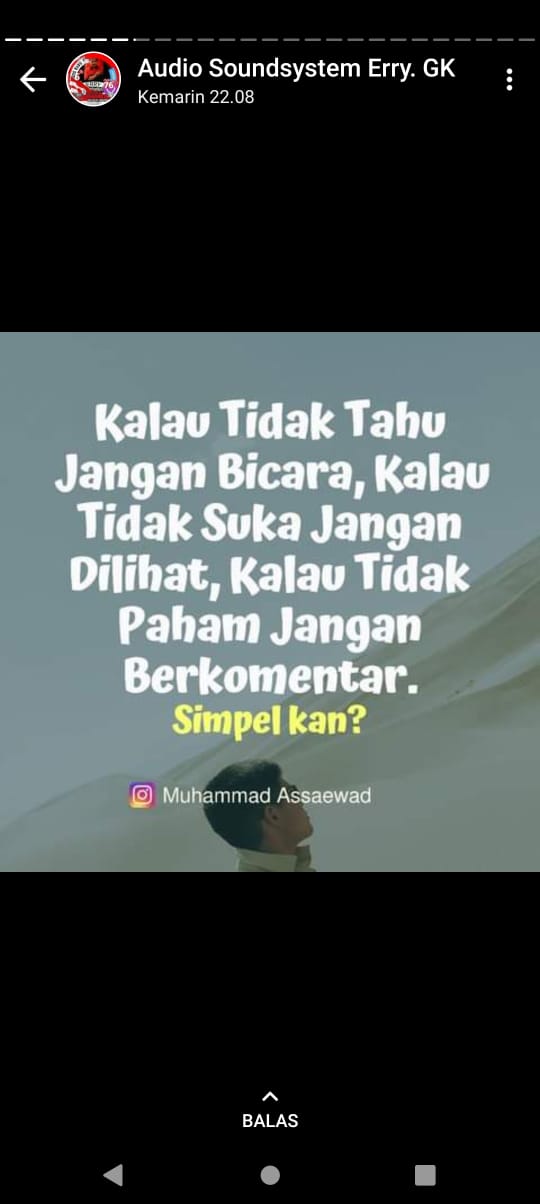 Audio Soundsystem Erry. GK
Kemarin 22.08
Kalau Tidak Tahu
Jangan Bicara, Kalau
Tidak Suka Jangan
Dilihat, Kalau Tidak
Paham Jangan
Berkomentar.
Simpel kan?
Muhammad Assaewad
BALAS